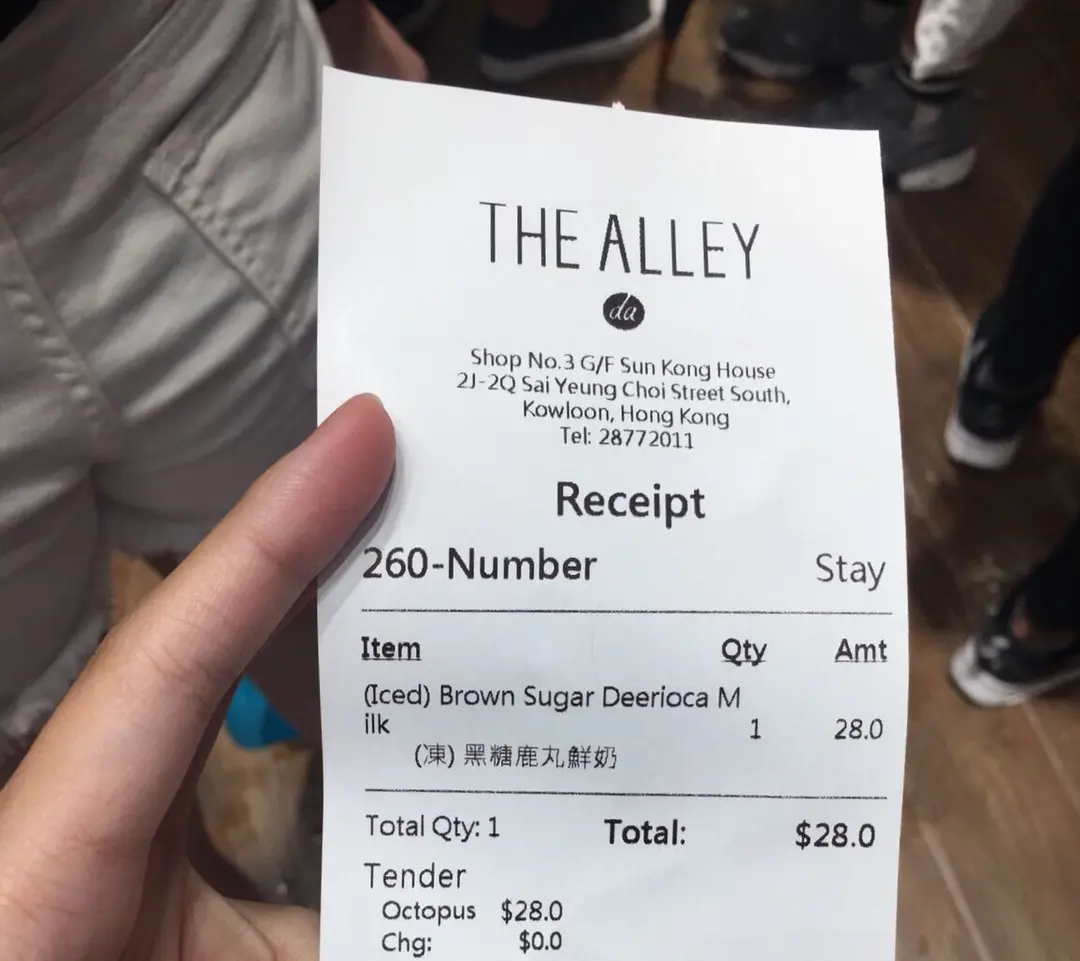 THE ALLEY
da
Shop No.3 G/F Sun Kong House
2J-2Q Sai Yeung Choi Street South,
Kowloon, Hong Kong
Tel: 28772011
Receipt
260-Number Stay
Item Qty Amt
(Iced) Brown Sugar Deerioca M
ilk 1 28.0
(凍) 黑糖鹿丸鮮奶
Total Qty: 1 Total: $28.0
Tender
Octopus $28.0
Chg: $0.0